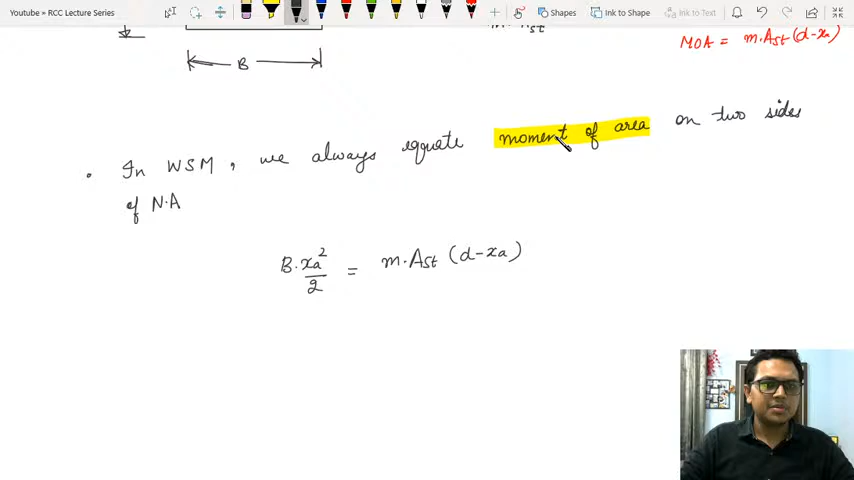 Youtube » RCC Lecture Series
Shapes
Ink to Shape
Ink to Text
m. Ast
MOA = m.Ast (d-xa)
B
• In WSM, we always equate moment of area on two sides
of N.A
B.xa²/2 = m.Ast (d-xa)